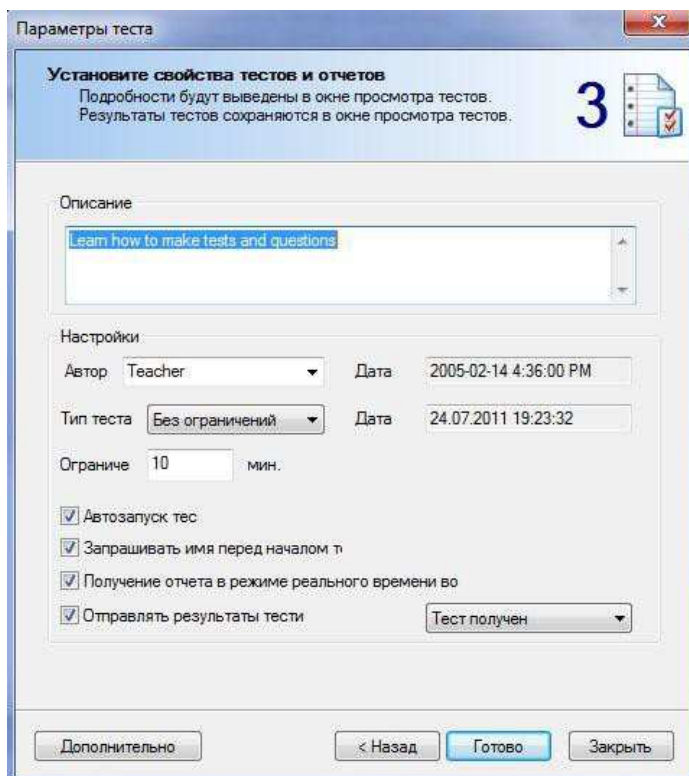 Параметры теста
Установите свойства тестов и отчетов
Подробности будут выведены в окне просмотра тестов.
Результаты тестов сохраняются в окне просмотра тестов.
3
Описание
Learn how to make tests and questions
Настройки
Автор Teacher Дата 2005-02-14 4:36:00 PM
Тип теста Без ограничений Дата 24.07.2011 19:23:32
Ограниче 10 мин.
Автозапуск тес
Запрашивать имя перед началом т
Получение отчета в режиме реального времени во
Отправлять результаты тести Тест получен
Дополнительно < Назад Готово Закрыть